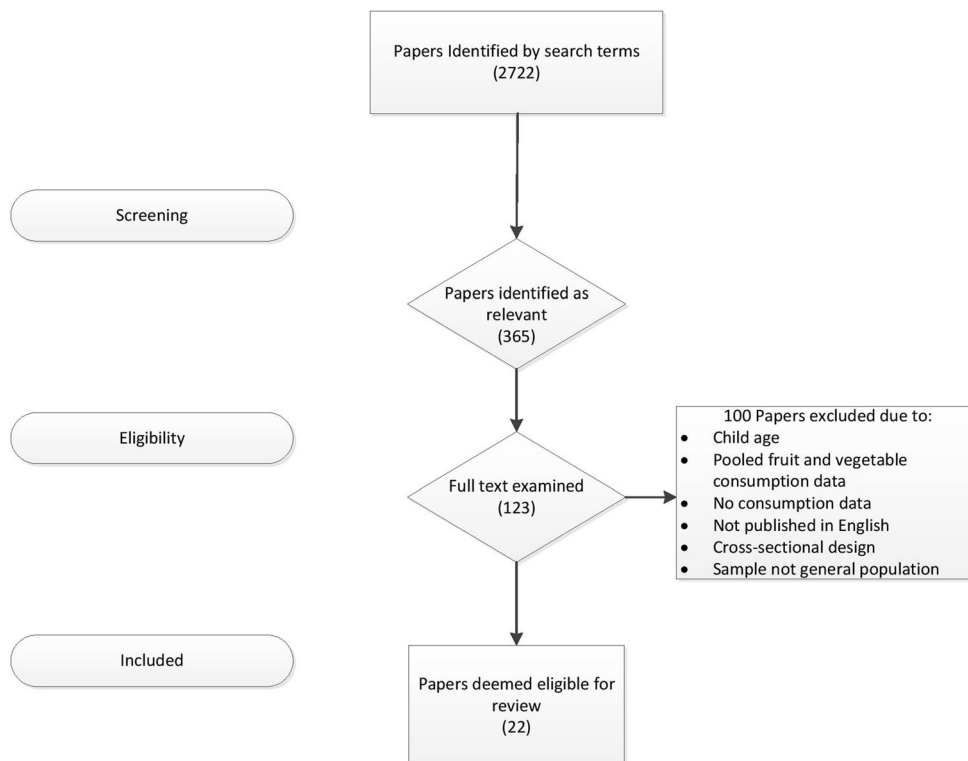 Papers Identified by search terms
(2722)
Screening
Papers identified as
relevant
(365)
Eligibility
Full text examined
(123)
100 Papers excluded due to:
• Child age
• Pooled fruit and vegetable
consumption data
• No consumption data
• Not published in English
• Cross-sectional design
• Sample not general population
Included
Papers deemed eligible for
review
(22)